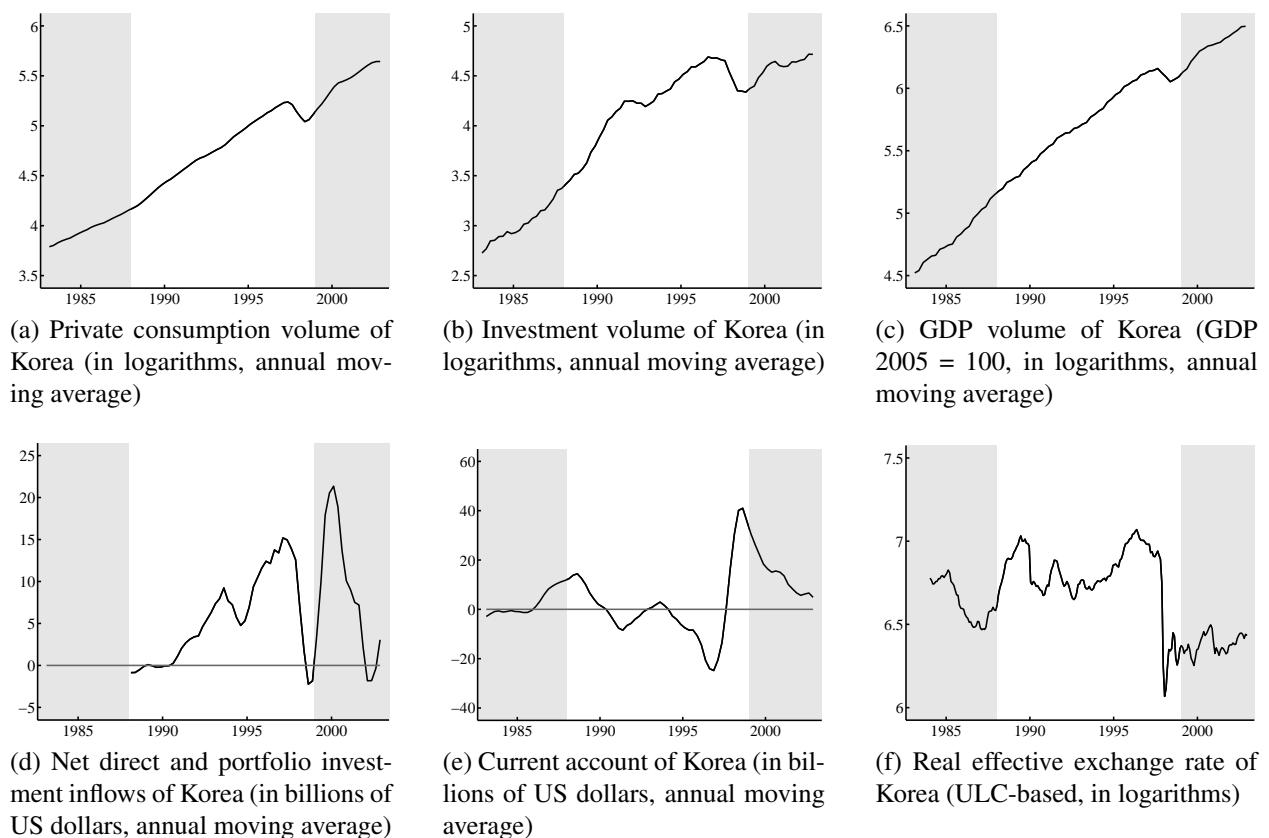 6
5.5
5
4.5
4
3.5
1985 1990 1995 2000
(a) Private consumption volume of
Korea (in logarithms, annual mov-
ing average)
5
4.5
4
3.5
3
2.5
1985 1990 1995 2000
(b) Investment volume of Korea (in
logarithms, annual moving average)
6.5
6
5.5
5
4.5
1985 1990 1995 2000
(c) GDP volume of Korea (GDP
2005 = 100, in logarithms, annual
moving average)
25
20
15
10
5
0
−5
1985 1990 1995 2000
(d) Net direct and portfolio invest-
ment inflows of Korea (in billions of
US dollars, annual moving average)
60
40
20
0
−20
−40
1985 1990 1995 2000
(e) Current account of Korea (in bil-
lions of US dollars, annual moving
average)
7.5
7
6.5
6
1985 1990 1995 2000
(f) Real effective exchange rate of
Korea (ULC-based, in logarithms)